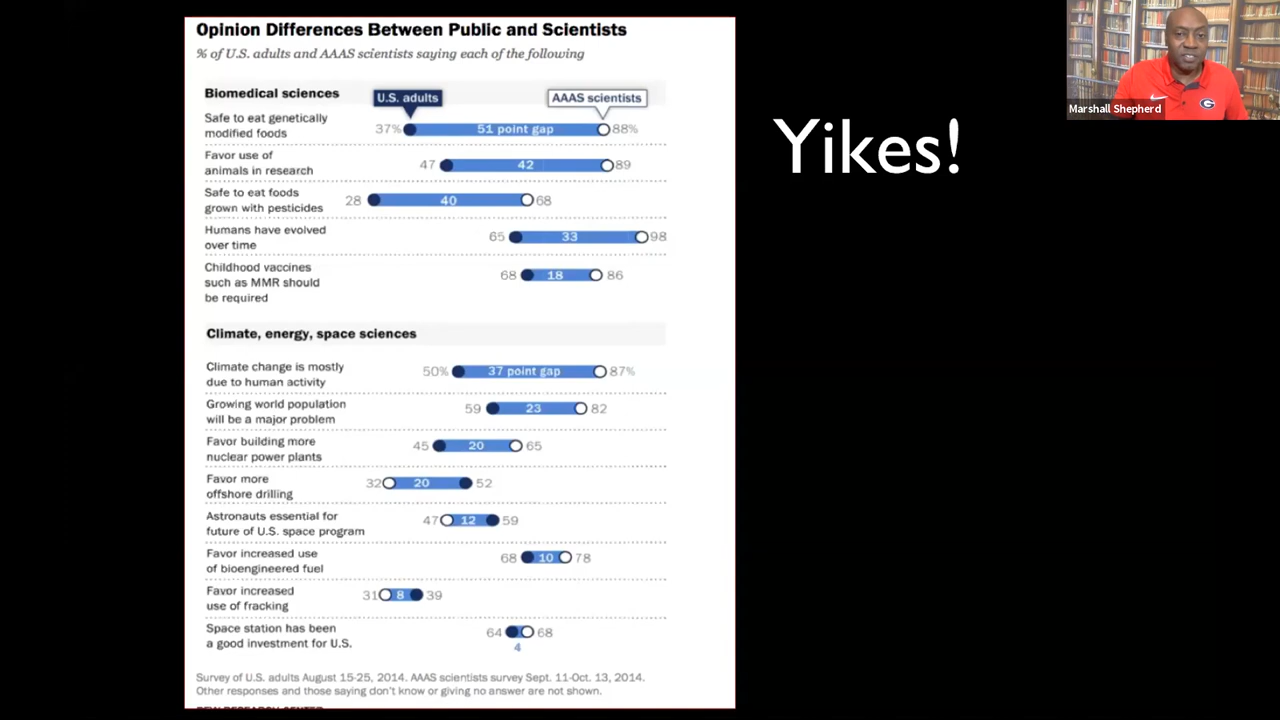 Opinion Differences Between Public and Scientists
% of U.S. adults and AAAS scientists saying each of the following
Biomedical sciences
U.S. adults
AAAS scientists
Safe to eat genetically
modified foods
37%
51 point gap
88%
Favor use of
animals in research
47
42
89
Safe to eat foods
grown with pesticides
28
40
68
Humans have evolved
over time
65
33
98
Childhood vaccines
such as MMR should
be required
68
18
86
Climate, energy, space sciences
Climate change is mostly
due to human activity
50%
37 point gap
87%
Growing world population
will be a major problem
59
23
82
Favor building more
nuclear power plants
45
20
65
Favor more
offshore drilling
32
20
52
Astronauts essential for
future of U.S. space program
47
12
59
Favor increased use
of bioengineered fuel
68
10
78
Favor increased
use of fracking
31
8
39
Space station has been
a good investment for U.S.
64
68
4
Survey of U.S. adults August 15-25, 2014. AAAS scientists survey Sept. 11-Oct. 13, 2014.
Other responses and those saying don't know or giving no answer are not shown.
PEW RESEARCH CENTER
Yikes!
Marshall Shepherd
G